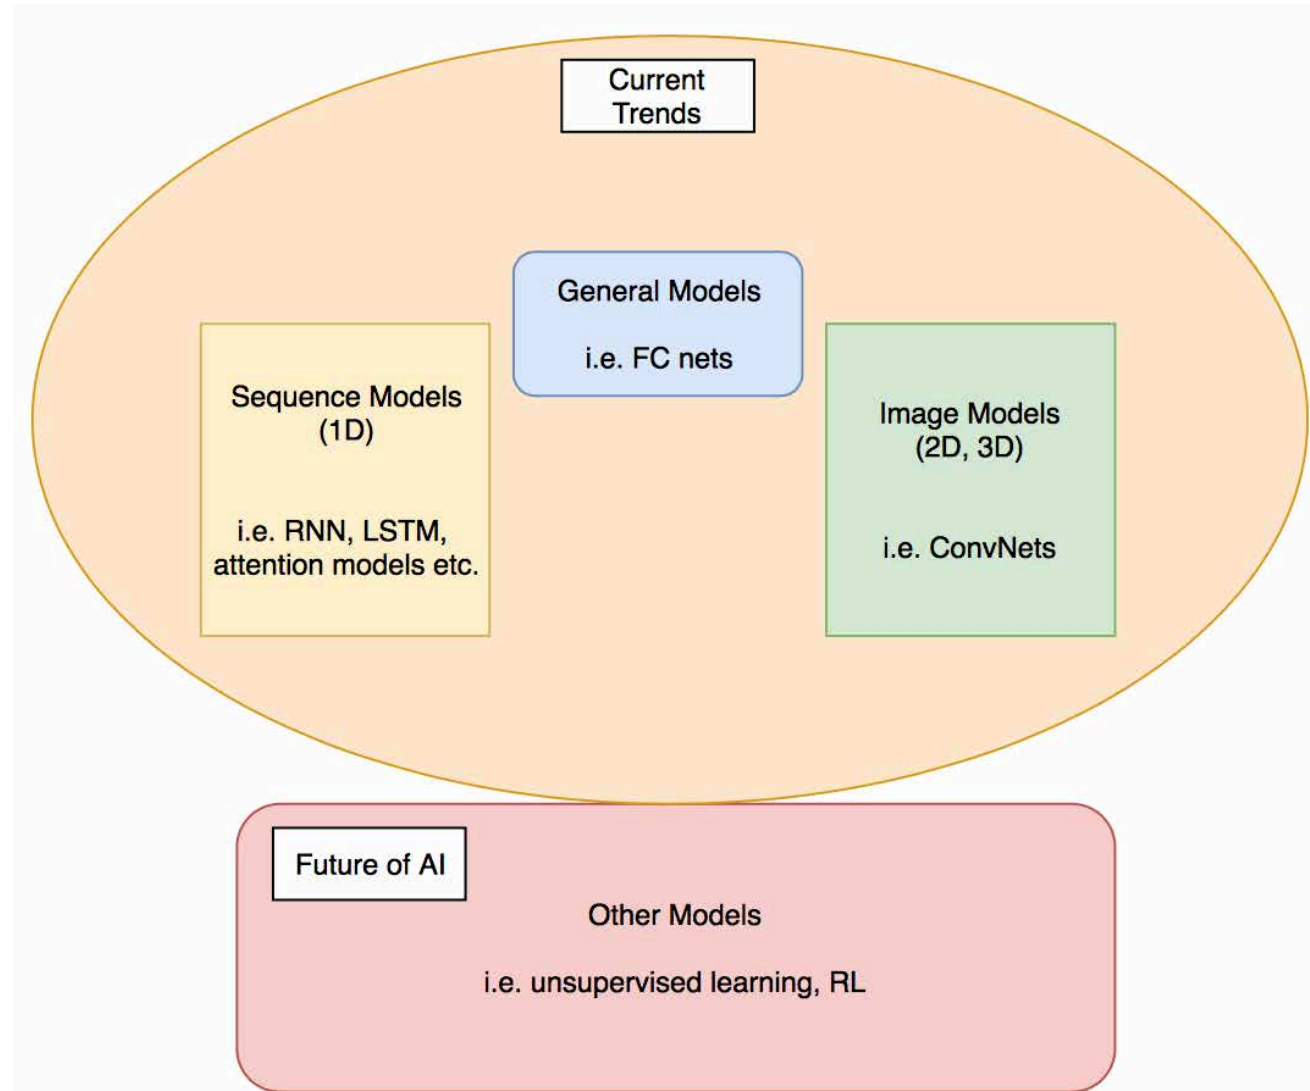 Current
Trends
General Models
i.e. FC nets
Sequence Models
(1D)
i.e. RNN, LSTM,
attention models etc.
Image Models
(2D, 3D)
i.e. ConvNets
Future of AI
Other Models
i.e. unsupervised learning, RL